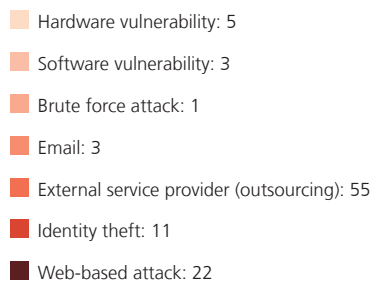 Hardware vulnerability: 5
Software vulnerability: 3
Brute force attack: 1
Email: 3
External service provider (outsourcing): 55
Identity theft: 11
Web-based attack: 22